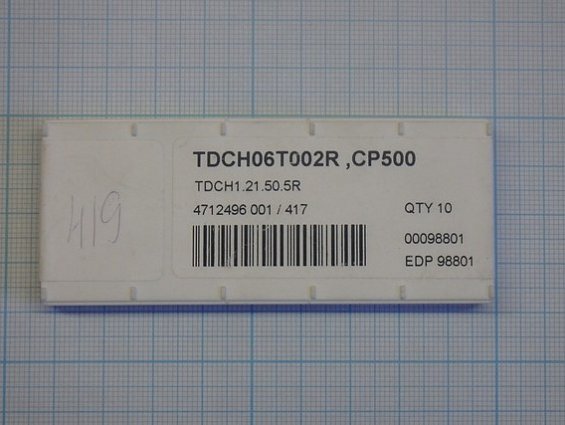 419
TDCH06T002R ,CP500
TDCH1.21.50.5R
4712496 001 / 417 QTY 10
00098801
EDP 98801